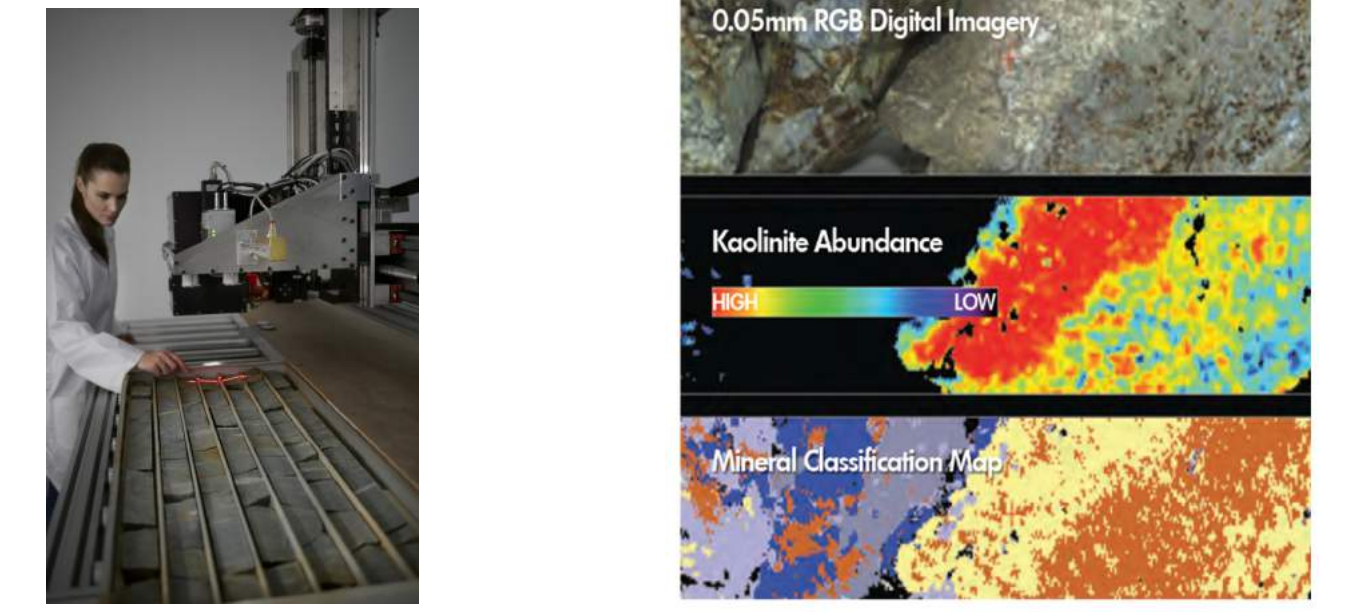 0.05mm RGB Digital Imagery
Kaolinite Abundance
HIGH LOW
Mineral Classification Map